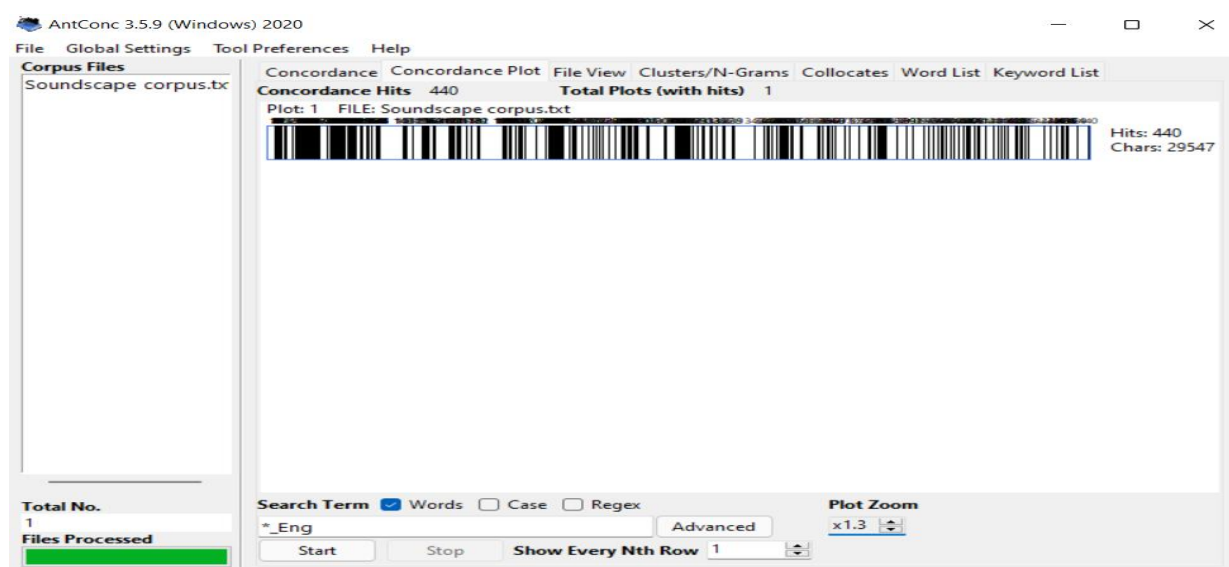 AntConc 3.5.9 (Windows) 2020
File Global Settings Tool Preferences Help
Corpus Files
Soundscape corpus.tx
Concordance Concordance Plot File View Clusters/N-Grams Collocates Word List Keyword List
Concordance Hits 440 Total Plots (with hits) 1
Plot: 1 FILE: Soundscape corpus.txt
Hits: 440
Chars: 29547
Total No.
1
Files Processed
Search Term Words Case Regex Plot Zoom
*_Eng Advanced x1.3
Start Stop Show Every Nth Row 1